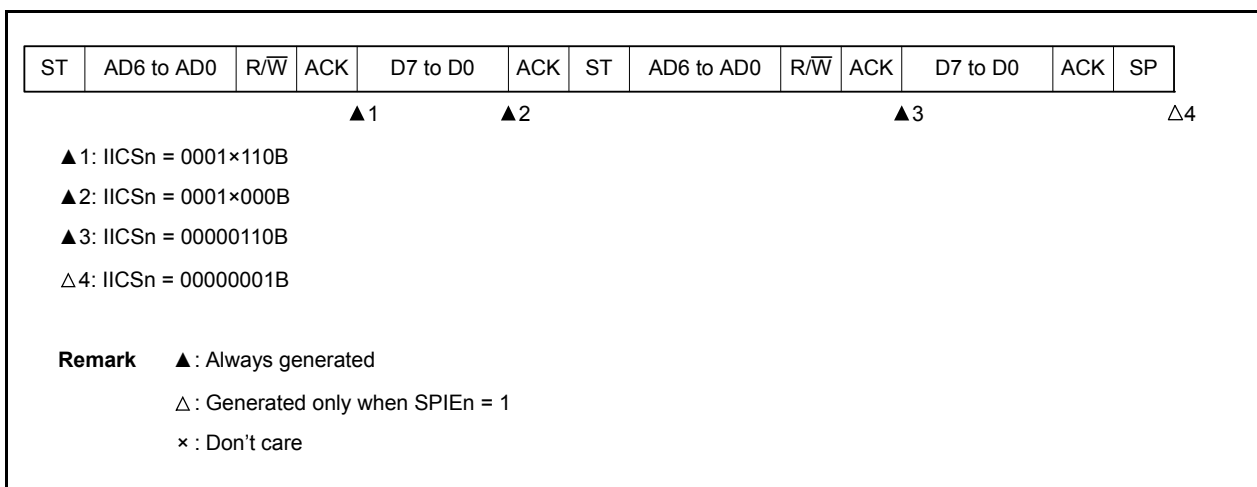 ST AD6 to AD0 R/W̅ ACK D7 to D0 ACK ST AD6 to AD0 R/W̅ ACK D7 to D0 ACK SP
▲1 ▲2 ▲3 △4
▲1: IICSn = 0001×110B
▲2: IICSn = 0001×000B
▲3: IICSn = 00000110B
△4: IICSn = 00000001B
Remark ▲: Always generated
△: Generated only when SPIEn = 1
×: Don't care